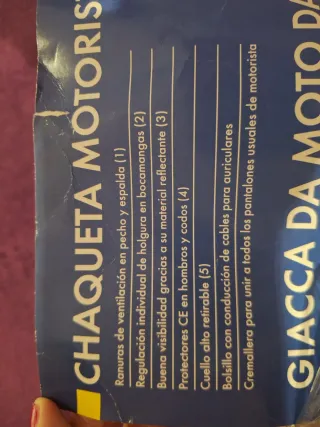 CHAQUETA MOTORIS
Ranuras de ventilación en pecho y espalda (1)
Regulación individual de holgura en bocamangas (2)
Buena visibilidad gracias a su material reflectante (3)
Protectores CE en hombros y codos (4)
Cuello alto retirable (5)
Bolsillo con conducción de cables para auriculares
Cremallera para unir a todos los pantalones usuales de motorista
GIACCA DA MOTO DA